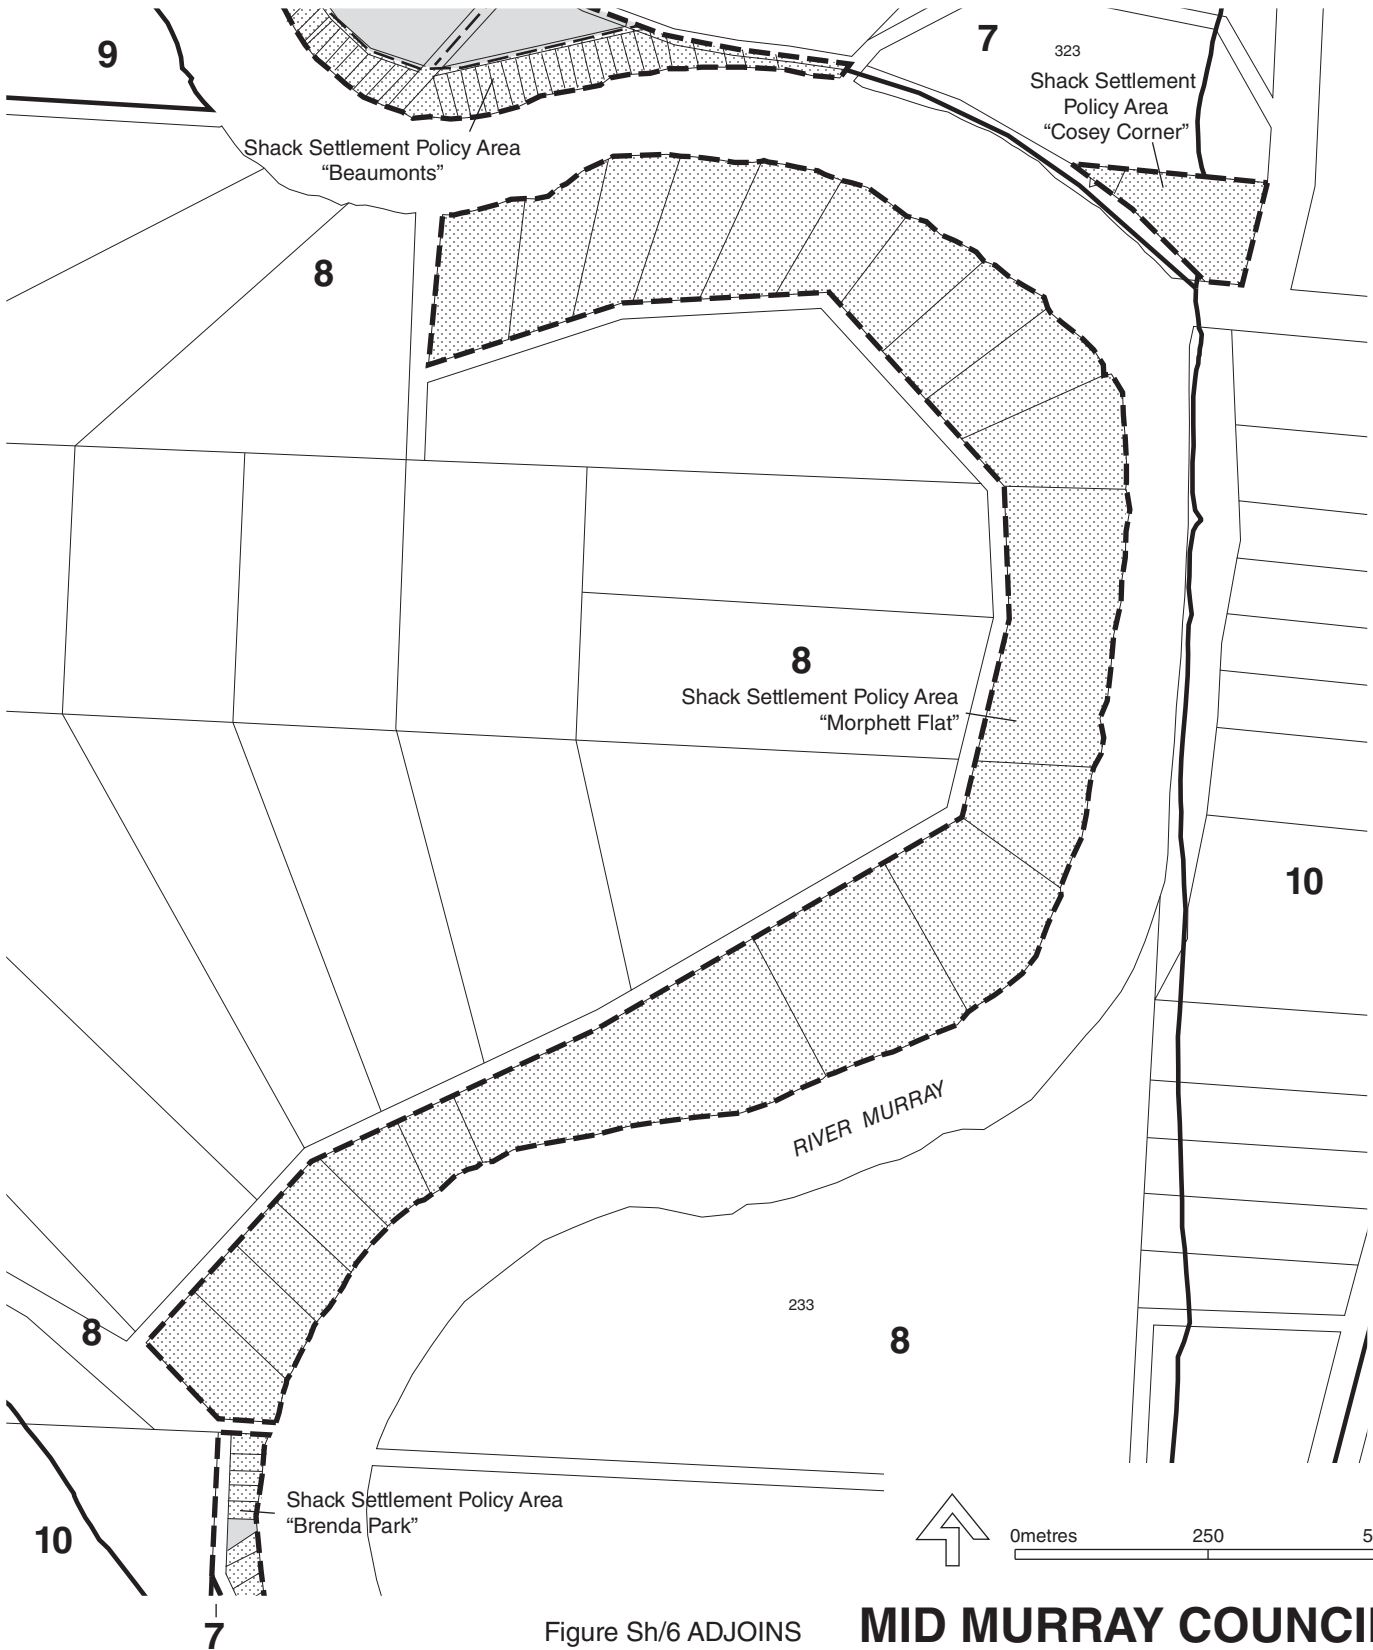 9
7
323
Shack Settlement
Policy Area
“Cosey Corner”
Shack Settlement Policy Area
“Beaumonts”
8
8
Shack Settlement Policy Area
“Morphett Flat”
10
RIVER MURRAY
233
8
8
Shack Settlement Policy Area
“Brenda Park”
10
0metres 250 5
7
Figure Sh/6 ADJOINS
MID MURRAY COUNCI